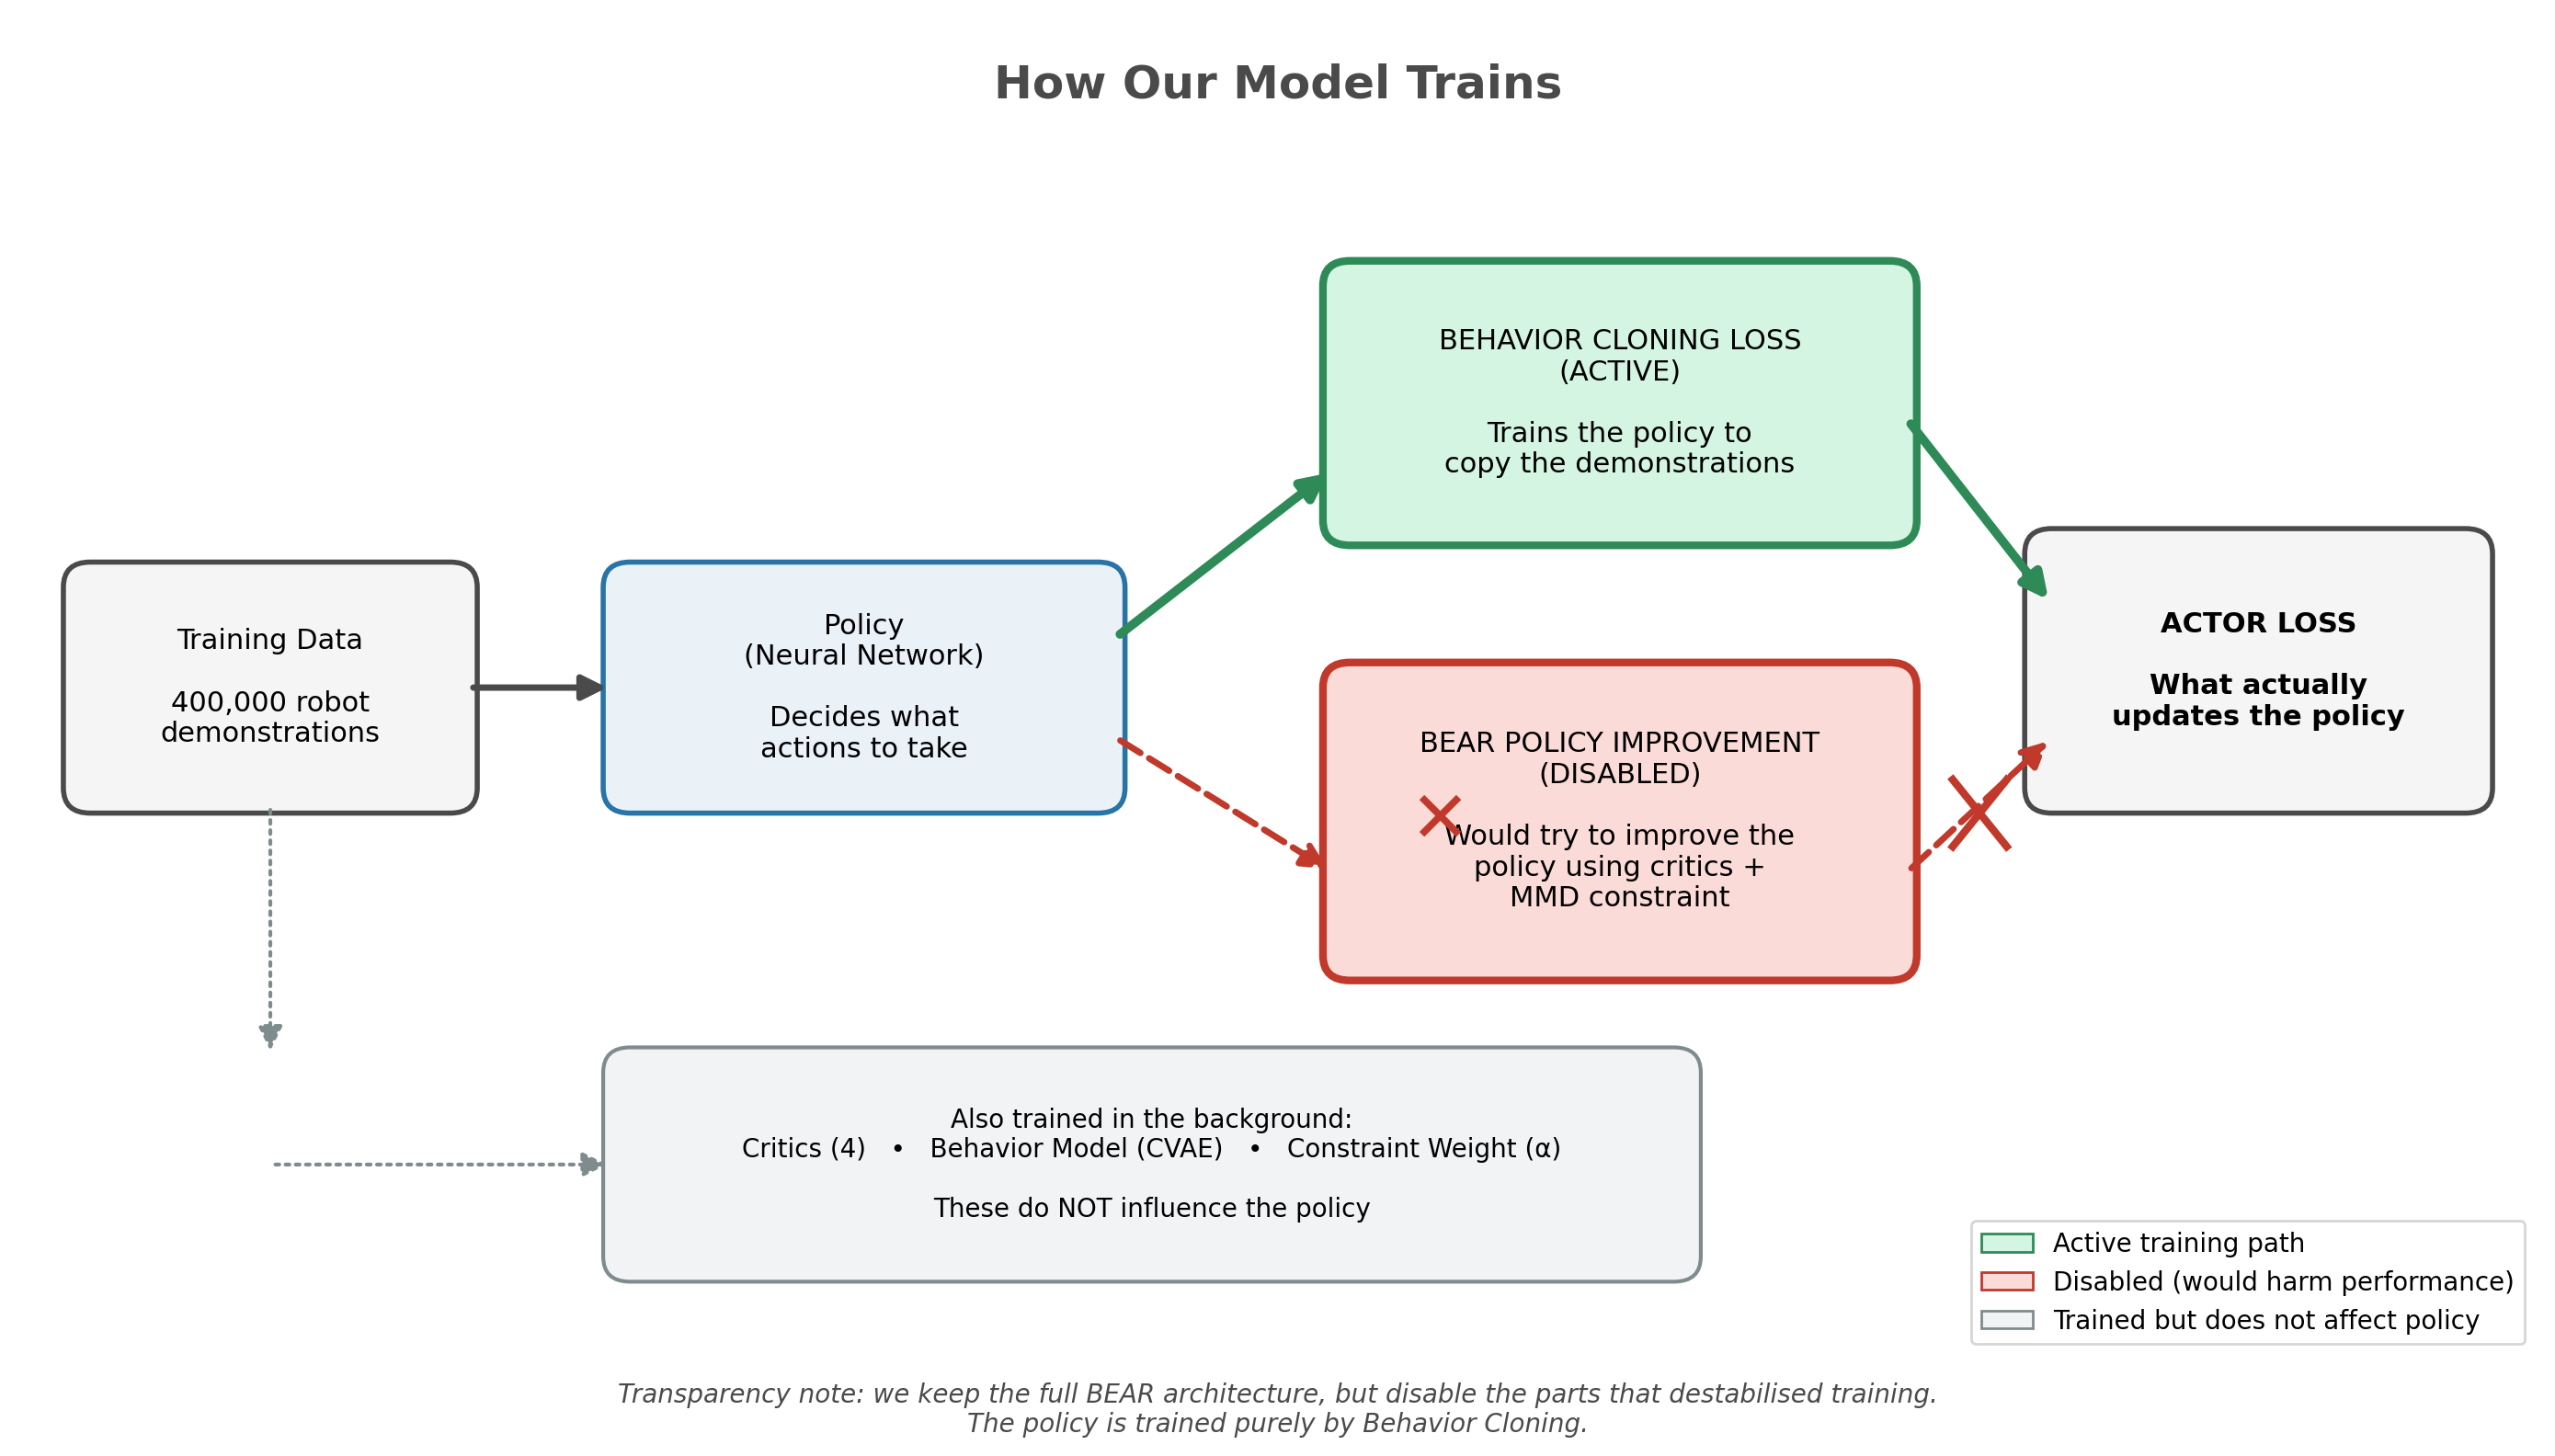 How Our Model Trains
BEHAVIOR CLONING LOSS
(ACTIVE)
Trains the policy to
copy the demonstrations
Training Data
400,000 robot
demonstrations
Policy
(Neural Network)
Decides what
actions to take
ACTOR LOSS
What actually
updates the policy
BEAR POLICY IMPROVEMENT
(DISABLED)
Would try to improve the
policy using critics +
MMD constraint
Also trained in the background:
Critics (4) • Behavior Model (CVAE) • Constraint Weight (α)
These do NOT influence the policy
Active training path
Disabled (would harm performance)
Trained but does not affect policy
Transparency note: we keep the full BEAR architecture, but disable the parts that destabilised training.
The policy is trained purely by Behavior Cloning.